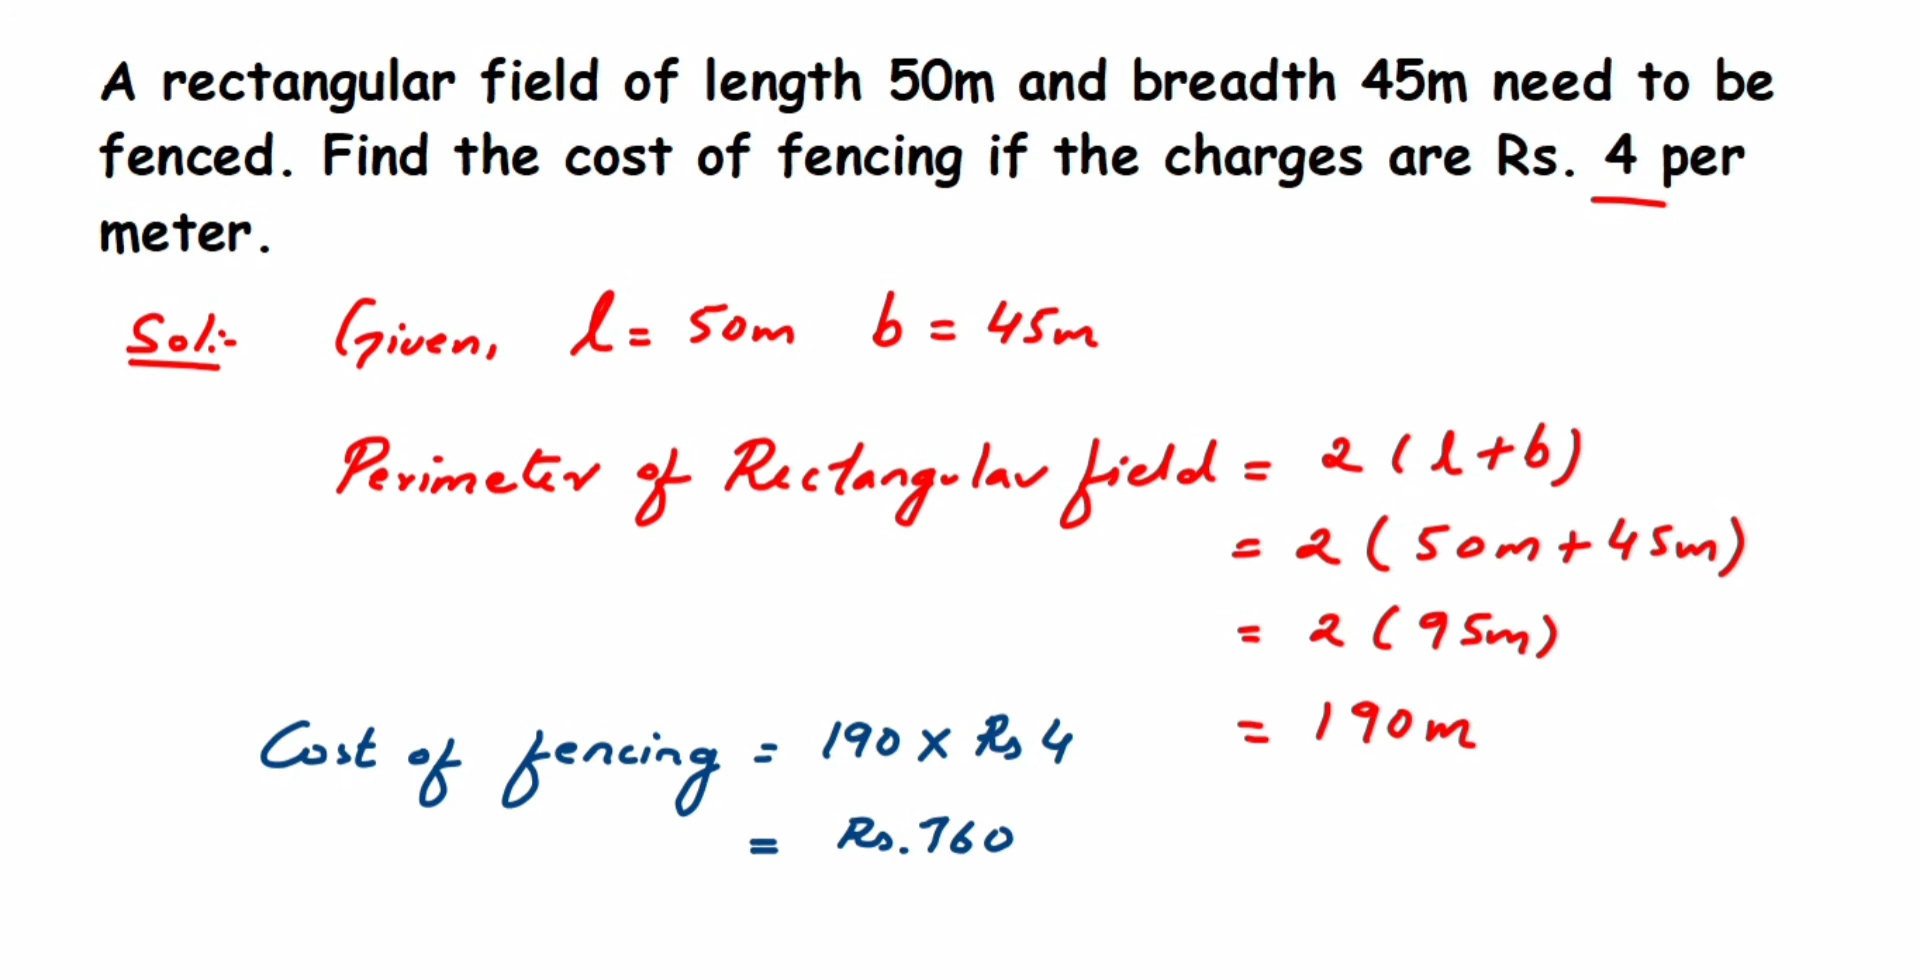 A rectangular field of length 50m and breadth 45m need to be
fenced. Find the cost of fencing if the charges are Rs. 4 per
meter.
Sol:- Given, l = 50m b = 45m
Perimeter of Rectangular field = 2 (l+b)
= 2 (50m + 45m)
= 2 (95m)
= 190m
Cost of fencing = 190 x Rs 4
= Rs. 760